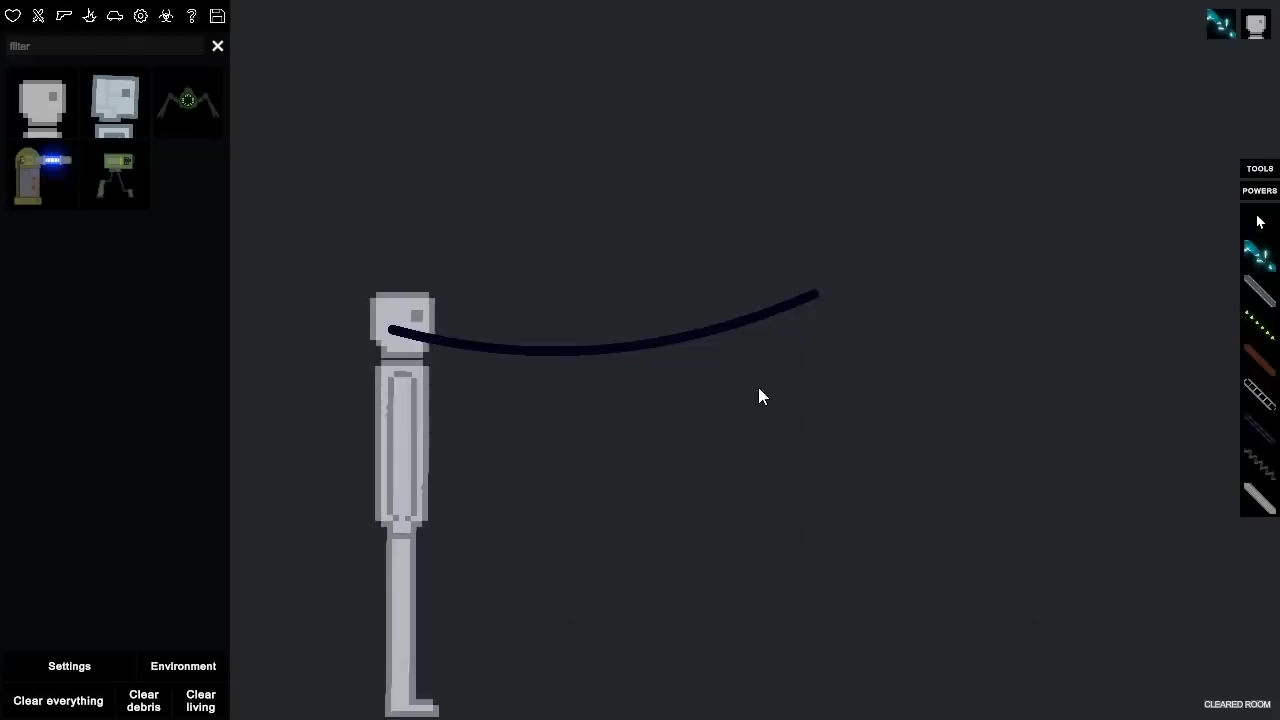 filter
TOOLS
POWERS
Settings
Environment
Clear everything
Clear
debris
Clear
living
CLEARED ROOM